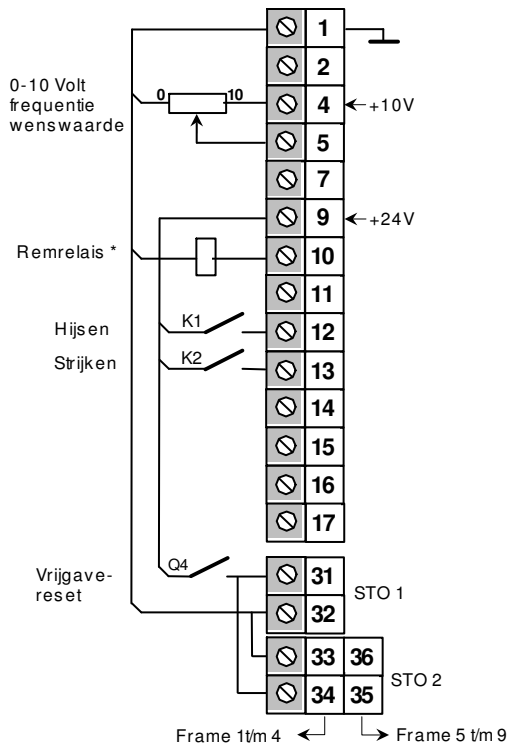 1
2
0-10 Volt
frequentie
wenswaarde
0 10
4 +10V
5
7
9 +24V
Remrelais *
10
11
Hijsen K1 12
Strijken K2 13
14
15
16
17
Vrijgave-
reset
Q4
31
STO 1
32
33 36
STO 2
34 35
Frame 1t/m 4 Frame 5 t/m 9